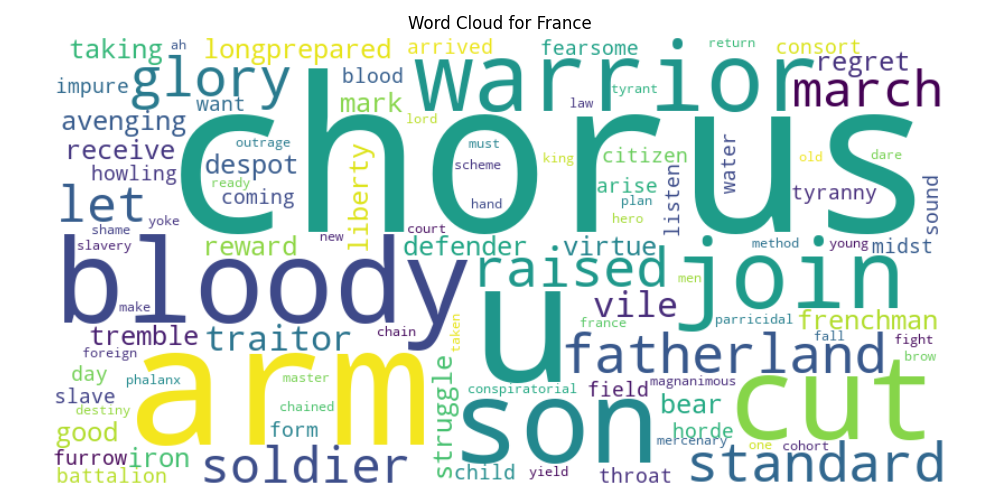 Word Cloud for France
taking
ah
longprepared
arrived
fearsome
return
consort
regret
impure
glory
want
blood
mark
warrior
tyrant
law
lord
march
avenging
chorus
receive
howling
outrage
despot
ready
coming
liberty
must
scheme
hand
king
citizen
arise
plan
hero
listen
water
old
dare
tyranny
sound
let
yoke
shame
slavery
new
court
reward
defender
virtue
method
young
midst
bloody
make
raised
men
join
vile
u
france
parricidal
frenchman
tremble
traitor
chain
taken
fatherland
fall
fight
brow
foreign
day
phalanx
arm
master
chained
form
struggle
conspiratorial
field
magnanimous
cut
slave
destiny
good
son
bear
horde
mercenary
one
cohort
furrow
iron
battalion
soldier
child
yield
throat
standard